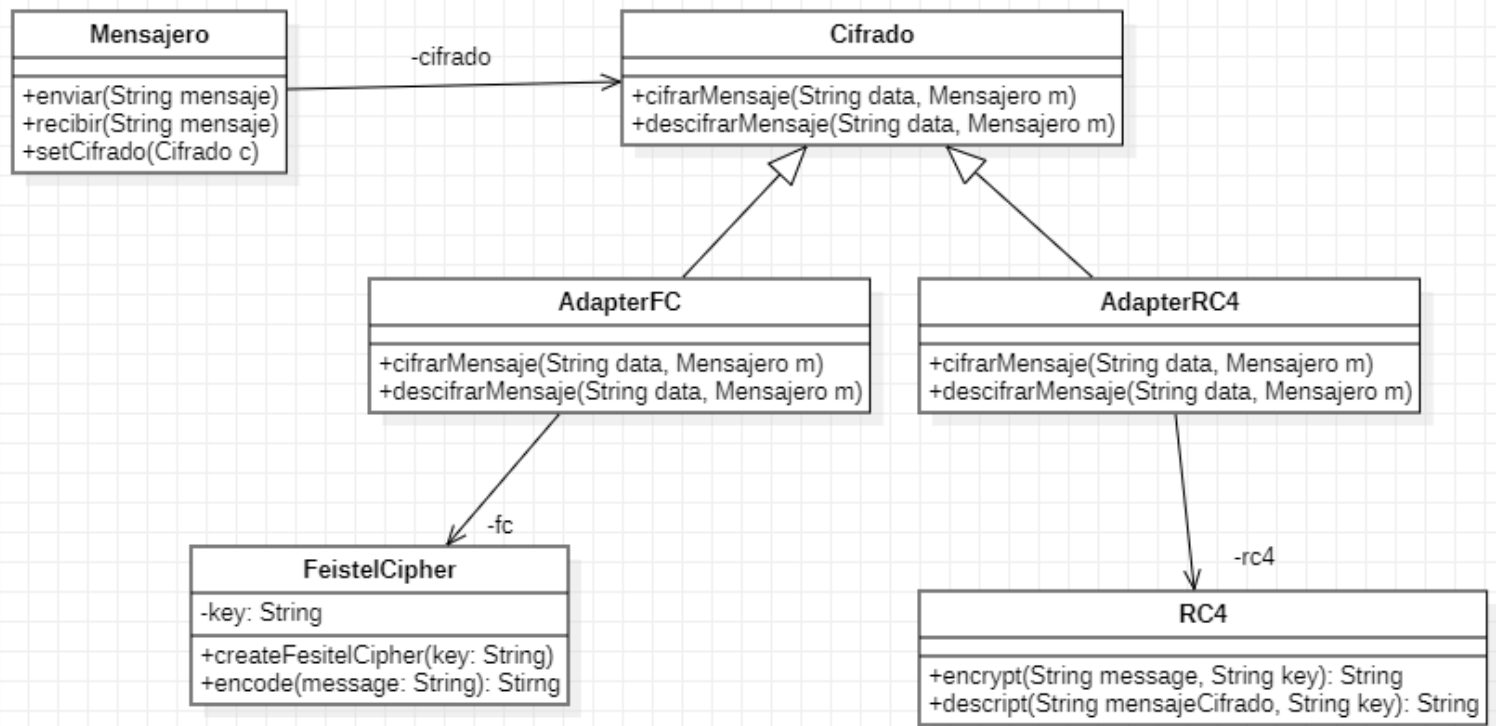 Mensajero
+enviar(String mensaje)
+recibir(String mensaje)
+setCifrado(Cifrado c)
-cifrado
Cifrado
+cifrarMensaje(String data, Mensajero m)
+descifrarMensaje(String data, Mensajero m)
AdapterFC
+cifrarMensaje(String data, Mensajero m)
+descifrarMensaje(String data, Mensajero m)
AdapterRC4
+cifrarMensaje(String data, Mensajero m)
+descifrarMensaje(String data, Mensajero m)
-fc
FeistelCipher
-key: String
+createFesitelCipher(key: String)
+encode(message: String): Stirng
-rc4
RC4
+encrypt(String message, String key): String
+descript(String mensajeCifrado, String key): String